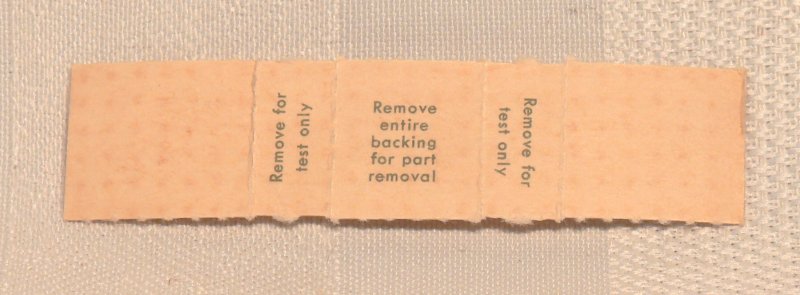 Remove for
test only
Remove
entire
backing
for part
removal
Remove for
test only